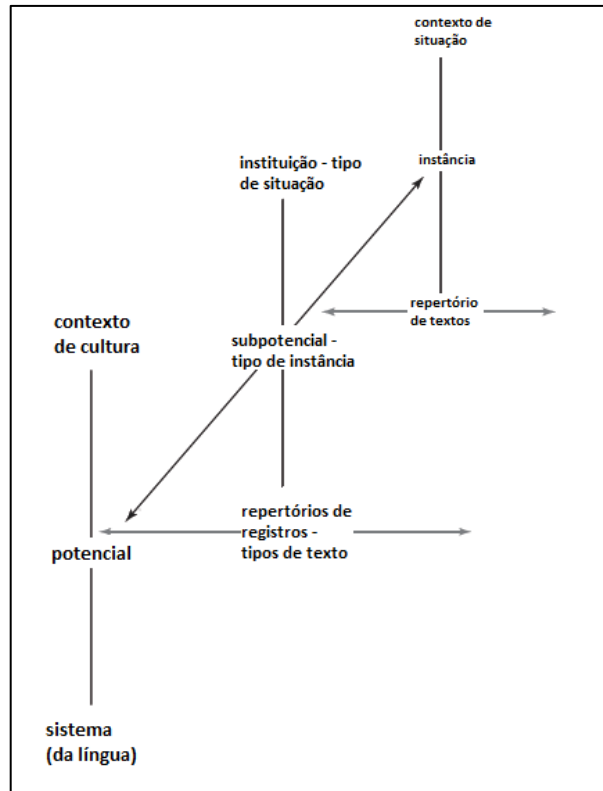 contexto de
situação
instituição - tipo
de situação
instância
contexto
de cultura
subpotencial -
tipo de instância
repertório
de textos
potencial
repertórios de
registros -
tipos de texto
sistema
(da língua)